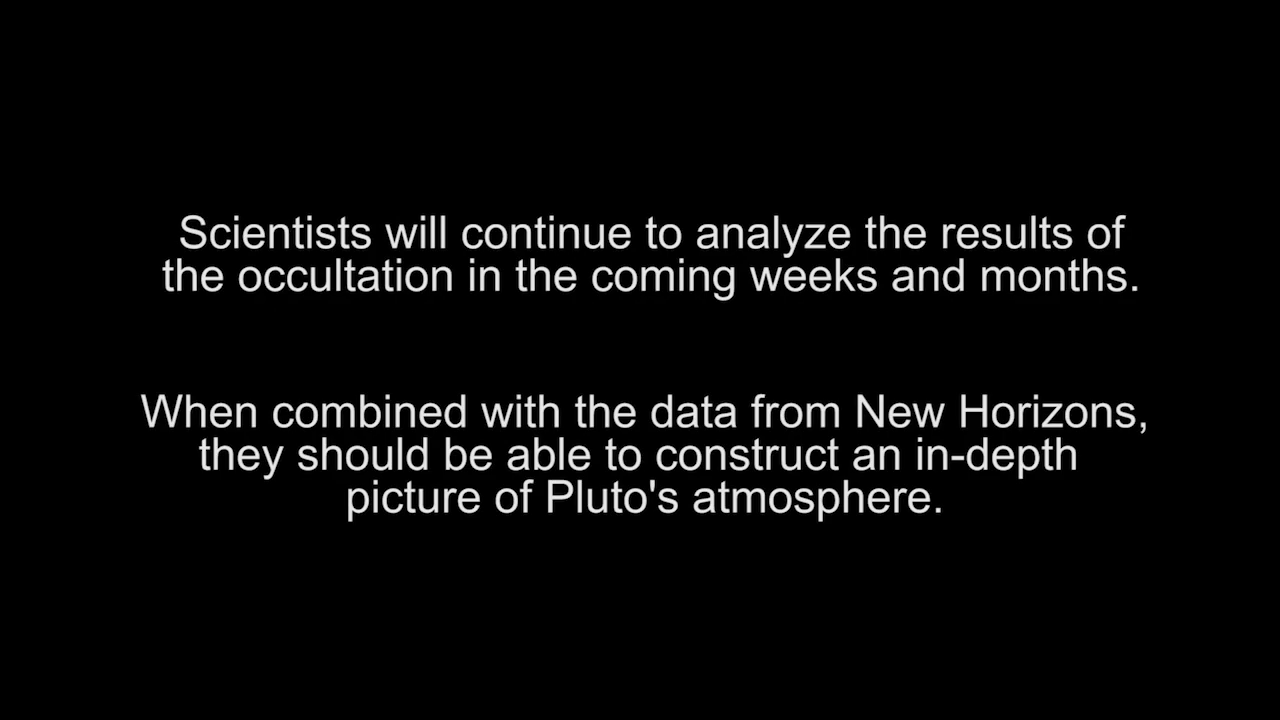 Scientists will continue to analyze the results of
the occultation in the coming weeks and months.
When combined with the data from New Horizons,
they should be able to construct an in-depth
picture of Pluto's atmosphere.